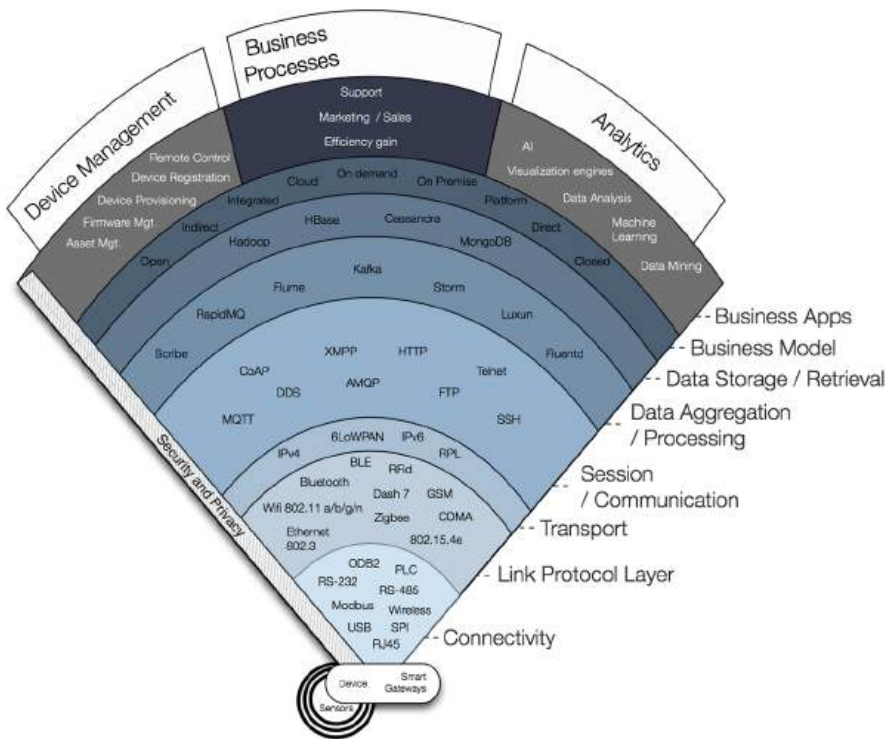 Business
Processes
Device Management
Analytics
Support
Marketing / Sales
Efficiency gain
Remote Control
Device Registration
Device Provisioning
Firmware Mgt.
Asset Mgt.
AI
Visualization engines
Data Analysis
Machine
Learning
Data Mining
Open
Indirect
Integrated
Cloud
On demand
On Premise
Platform
Direct
Closed
Hadoop
HBase
Cassandra
MongoDB
Scribe
RapidMQ
Flume
Kafka
Storm
Luxun
Fluentd
MQTT
CoAP
DDS
XMPP
AMQP
HTTP
FTP
Telnet
SSH
IPv4
6LoWPAN
IPv6
RPL
BLE
RFid
Bluetooth
Dash 7
GSM
Wifi 802.11 a/b/g/n
Zigbee
CDMA
Ethernet
802.3
802.15.4e
ODB2
PLC
RS-232
RS-485
Modbus
Wireless
USB
SPI
RJ45
Security and Privacy
Device
Smart
Gateways
Sensors
Business Apps
Business Model
Data Storage / Retrieval
Data Aggregation
/ Processing
Session
/ Communication
Transport
Link Protocol Layer
Connectivity